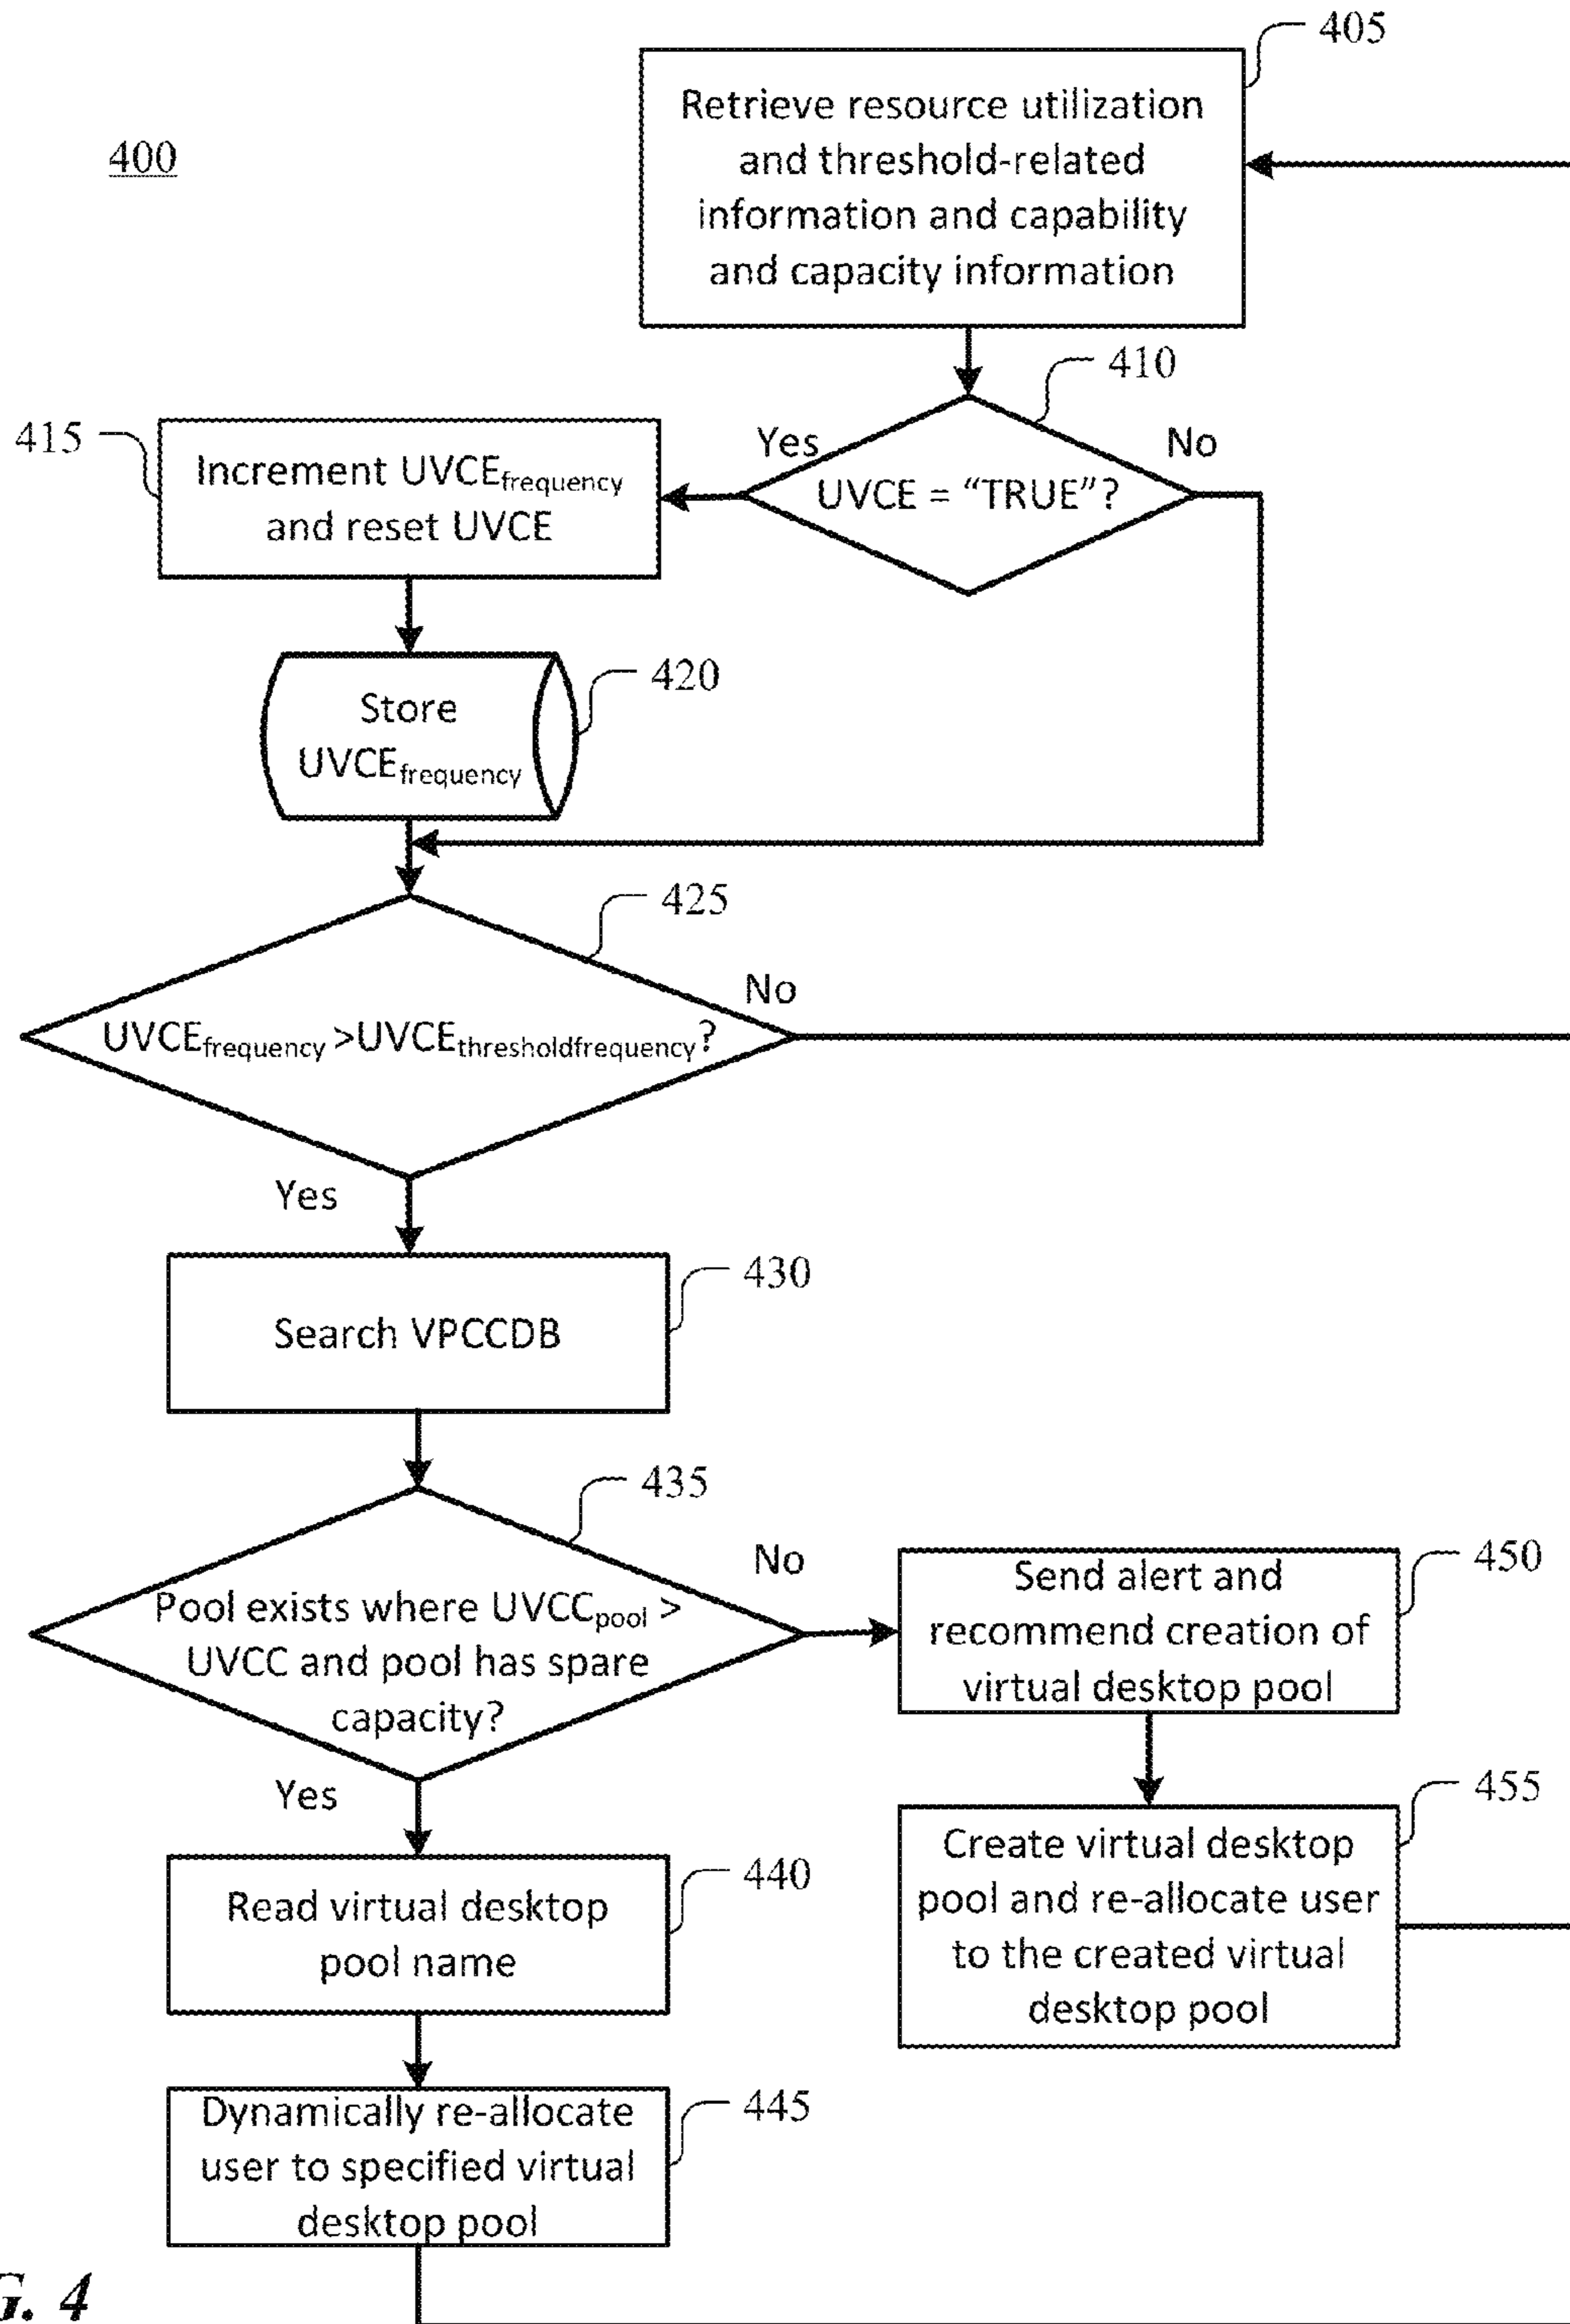 405
Retrieve resource utilization
and threshold-related
information and capability
and capacity information
400
410
Yes
No
UVCE = “TRUE”?
415
Increment UVCEfrequency
and reset UVCE
420
Store
UVCEfrequency
425
No
UVCEfrequency >UVCEthresholdfrequency?
Yes
430
Search VPCCDB
435
No
Pool exists where UVCCpool >
UVCC and pool has spare
capacity?
Yes
450
Send alert and
recommend creation of
virtual desktop pool
455
Create virtual desktop
pool and re-allocate user
to the created virtual
desktop pool
440
Read virtual desktop
pool name
445
Dynamically re-allocate
user to specified virtual
desktop pool
G. 4